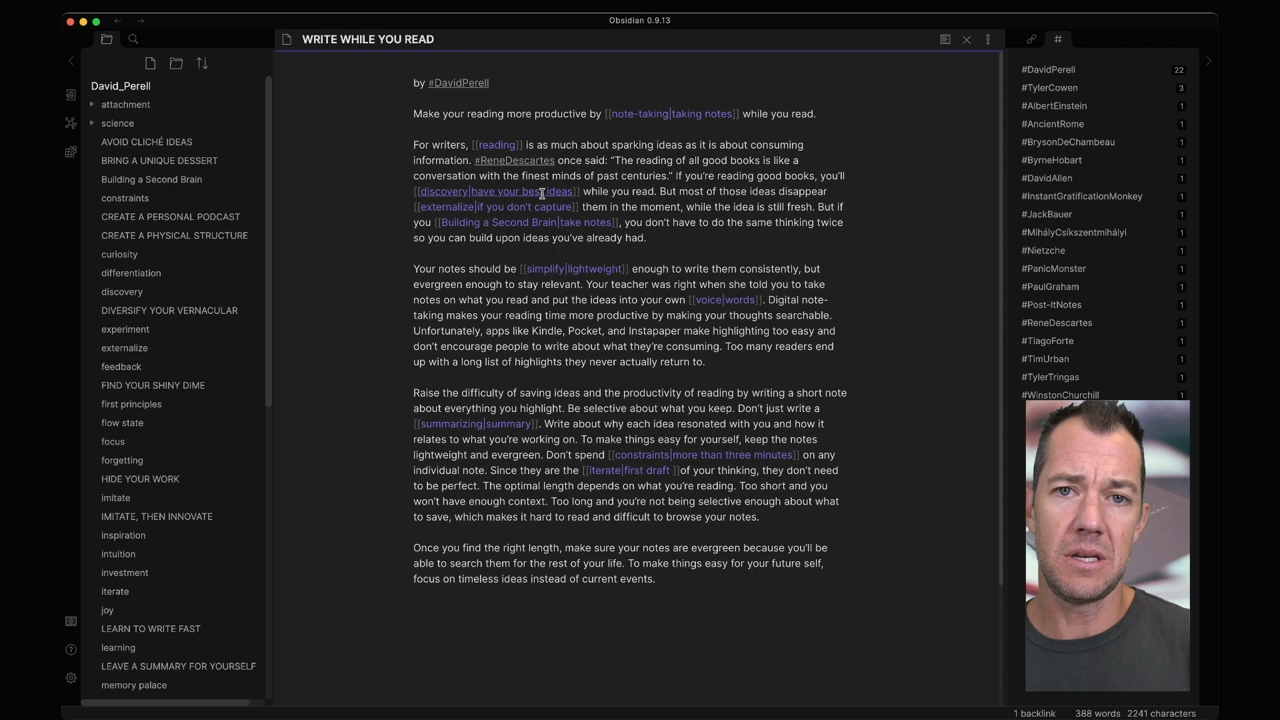 Obsidian 0.9.13
WRITE WHILE YOU READ
David_Perell
attachment
science
AVOID CLICHÉ IDEAS
BRING A UNIQUE DESSERT
Building a Second Brain
constraints
CREATE A PERSONAL PODCAST
CREATE A PHYSICAL STRUCTURE
curiosity
differentiation
discovery
DIVERSIFY YOUR VERNACULAR
experiment
externalize
feedback
FIND YOUR SHINY DIME
first principles
flow state
focus
forgetting
HIDE YOUR WORK
imitate
IMITATE, THEN INNOVATE
inspiration
intuition
investment
iterate
joy
LEARN TO WRITE FAST
learning
LEAVE A SUMMARY FOR YOURSELF
memory palace
by #DavidPerell
Make your reading more productive by [[note-taking|taking notes]] while you read.
For writers, [[reading]] is as much about sparking ideas as it is about consuming
information. #ReneDescartes once said: “The reading of all good books is like a
conversation with the finest minds of past centuries.” If you’re reading good books, you’ll
[[discovery|have your best ideas]] while you read. But most of those ideas disappear
[[externalize|if you don’t capture]] them in the moment, while the idea is still fresh. But if
you [[Building a Second Brain|take notes]], you don’t have to do the same thinking twice
so you can build upon ideas you’ve already had.
Your notes should be [[simplify|lightweight]] enough to write them consistently, but
evergreen enough to stay relevant. Your teacher was right when she told you to take
notes on what you read and put the ideas into your own [[voice|words]]. Digital note-
taking makes your reading time more productive by making your thoughts searchable.
Unfortunately, apps like Kindle, Pocket, and Instapaper make highlighting too easy and
don’t encourage people to write about what they’re consuming. Too many readers end
up with a long list of highlights they never actually return to.
Raise the difficulty of saving ideas and the productivity of reading by writing a short note
about everything you highlight. Be selective about what you keep. Don’t just write a
[[summarizing|summary]]. Write about why each idea resonated with you and how it
relates to what you’re working on. To make things easy for yourself, keep the notes
lightweight and evergreen. Don’t spend [[constraints|more than three minutes]] on any
individual note. Since they are the [[iterate|first draft ]]of your thinking, they don’t need
to be perfect. The optimal length depends on what you’re reading. Too short and you
won’t have enough context. Too long and you’re not being selective enough about what
to save, which makes it hard to read and difficult to browse your notes.
Once you find the right length, make sure your notes are evergreen because you’ll be
able to search them for the rest of your life. To make things easy for your future self,
focus on timeless ideas instead of current events.
#DavidPerell 22
#TylerCowen 3
#AlbertEinstein 1
#AncientRome 1
#BrysonDeChambeau 1
#ByrneHobart 1
#DavidAllen 1
#InstantGratificationMonkey 1
#JackBauer 1
#MihályCsíkszentmihályi 1
#Nietzche 1
#PanicMonster 1
#PaulGraham 1
#Post-ItNotes 1
#ReneDescartes 1
#TiagoForte 1
#TimUrban 1
#TylerTringas 1
#WinstonChurchill 1
1 backlink 388 words 2241 characters